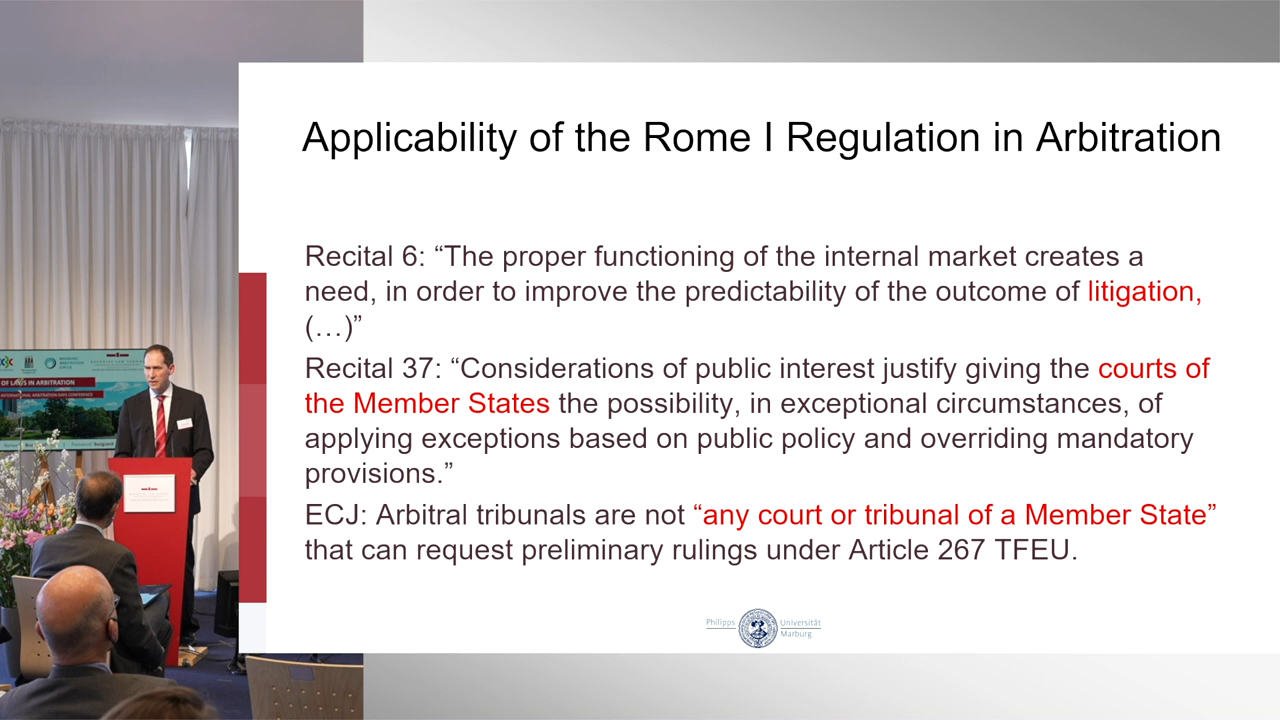 Applicability of the Rome I Regulation in Arbitration
Recital 6: “The proper functioning of the internal market creates a
need, in order to improve the predictability of the outcome of litigation,
(…)”
Recital 37: “Considerations of public interest justify giving the courts of
the Member States the possibility, in exceptional circumstances, of
applying exceptions based on public policy and overriding mandatory
provisions.”
ECJ: Arbitral tribunals are not “any court or tribunal of a Member State”
that can request preliminary rulings under Article 267 TFEU.
Philipps Universität
Marburg
OF LAWS IN ARBITRATION
INTERNATIONAL ARBITRATION DAYS CONFERENCE